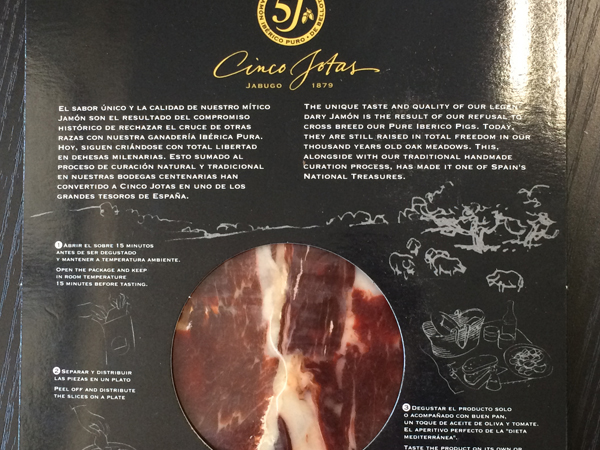 5J
JAMÓN IBÉRICO PURO · DE BELLOTA
Cinco Jotas
JABUGO 1879
EL SABOR ÚNICO Y LA CALIDAD DE NUESTRO MÍTICO
JAMÓN SON EL RESULTADO DEL COMPROMISO
HISTÓRICO DE RECHAZAR EL CRUCE DE OTRAS
RAZAS CON NUESTRA GANADERÍA IBÉRICA PURA.
HOY, SIGUEN CRIÁNDOSE CON TOTAL LIBERTAD
EN DEHESAS MILENARIAS. ESTO SUMADO AL
PROCESO DE CURACIÓN NATURAL Y TRADICIONAL
EN NUESTRAS BODEGAS CENTENARIAS HAN
CONVERTIDO A CINCO JOTAS EN UNO DE LOS
GRANDES TESOROS DE ESPAÑA.
THE UNIQUE TASTE AND QUALITY OF OUR LEGEN-
DARY JAMÓN IS THE RESULT OF OUR REFUSAL TO
CROSS BREED OUR PURE IBERICO PIGS. TODAY,
THEY ARE STILL RAISED IN TOTAL FREEDOM IN OUR
THOUSAND YEARS OLD OAK MEADOWS. THIS,
ALONGSIDE WITH OUR TRADITIONAL HANDMADE
CURATION PROCESS, HAS MADE IT ONE OF SPAIN'S
NATIONAL TREASURES.
1 ABRIR EL SOBRE 15 MINUTOS
ANTES DE SER DEGUSTADO
Y MANTENER A TEMPERATURA AMBIENTE.
OPEN THE PACKAGE AND KEEP
IN ROOM TEMPERATURE
15 MINUTES BEFORE TASTING.
2 SEPARAR Y DISTRIBUIR
LAS PIEZAS EN UN PLATO
PEEL OFF AND DISTRIBUTE
THE SLICES ON A PLATE
3 DEGUSTAR EL PRODUCTO SOLO
O ACOMPAÑADO CON BUEN PAN,
UN TOQUE DE ACEITE DE OLIVA Y TOMATE.
EL APERITIVO PERFECTO DE LA "DIETA
MEDITERRÁNEA".
TASTE THE PRODUCT ON ITS OWN OR